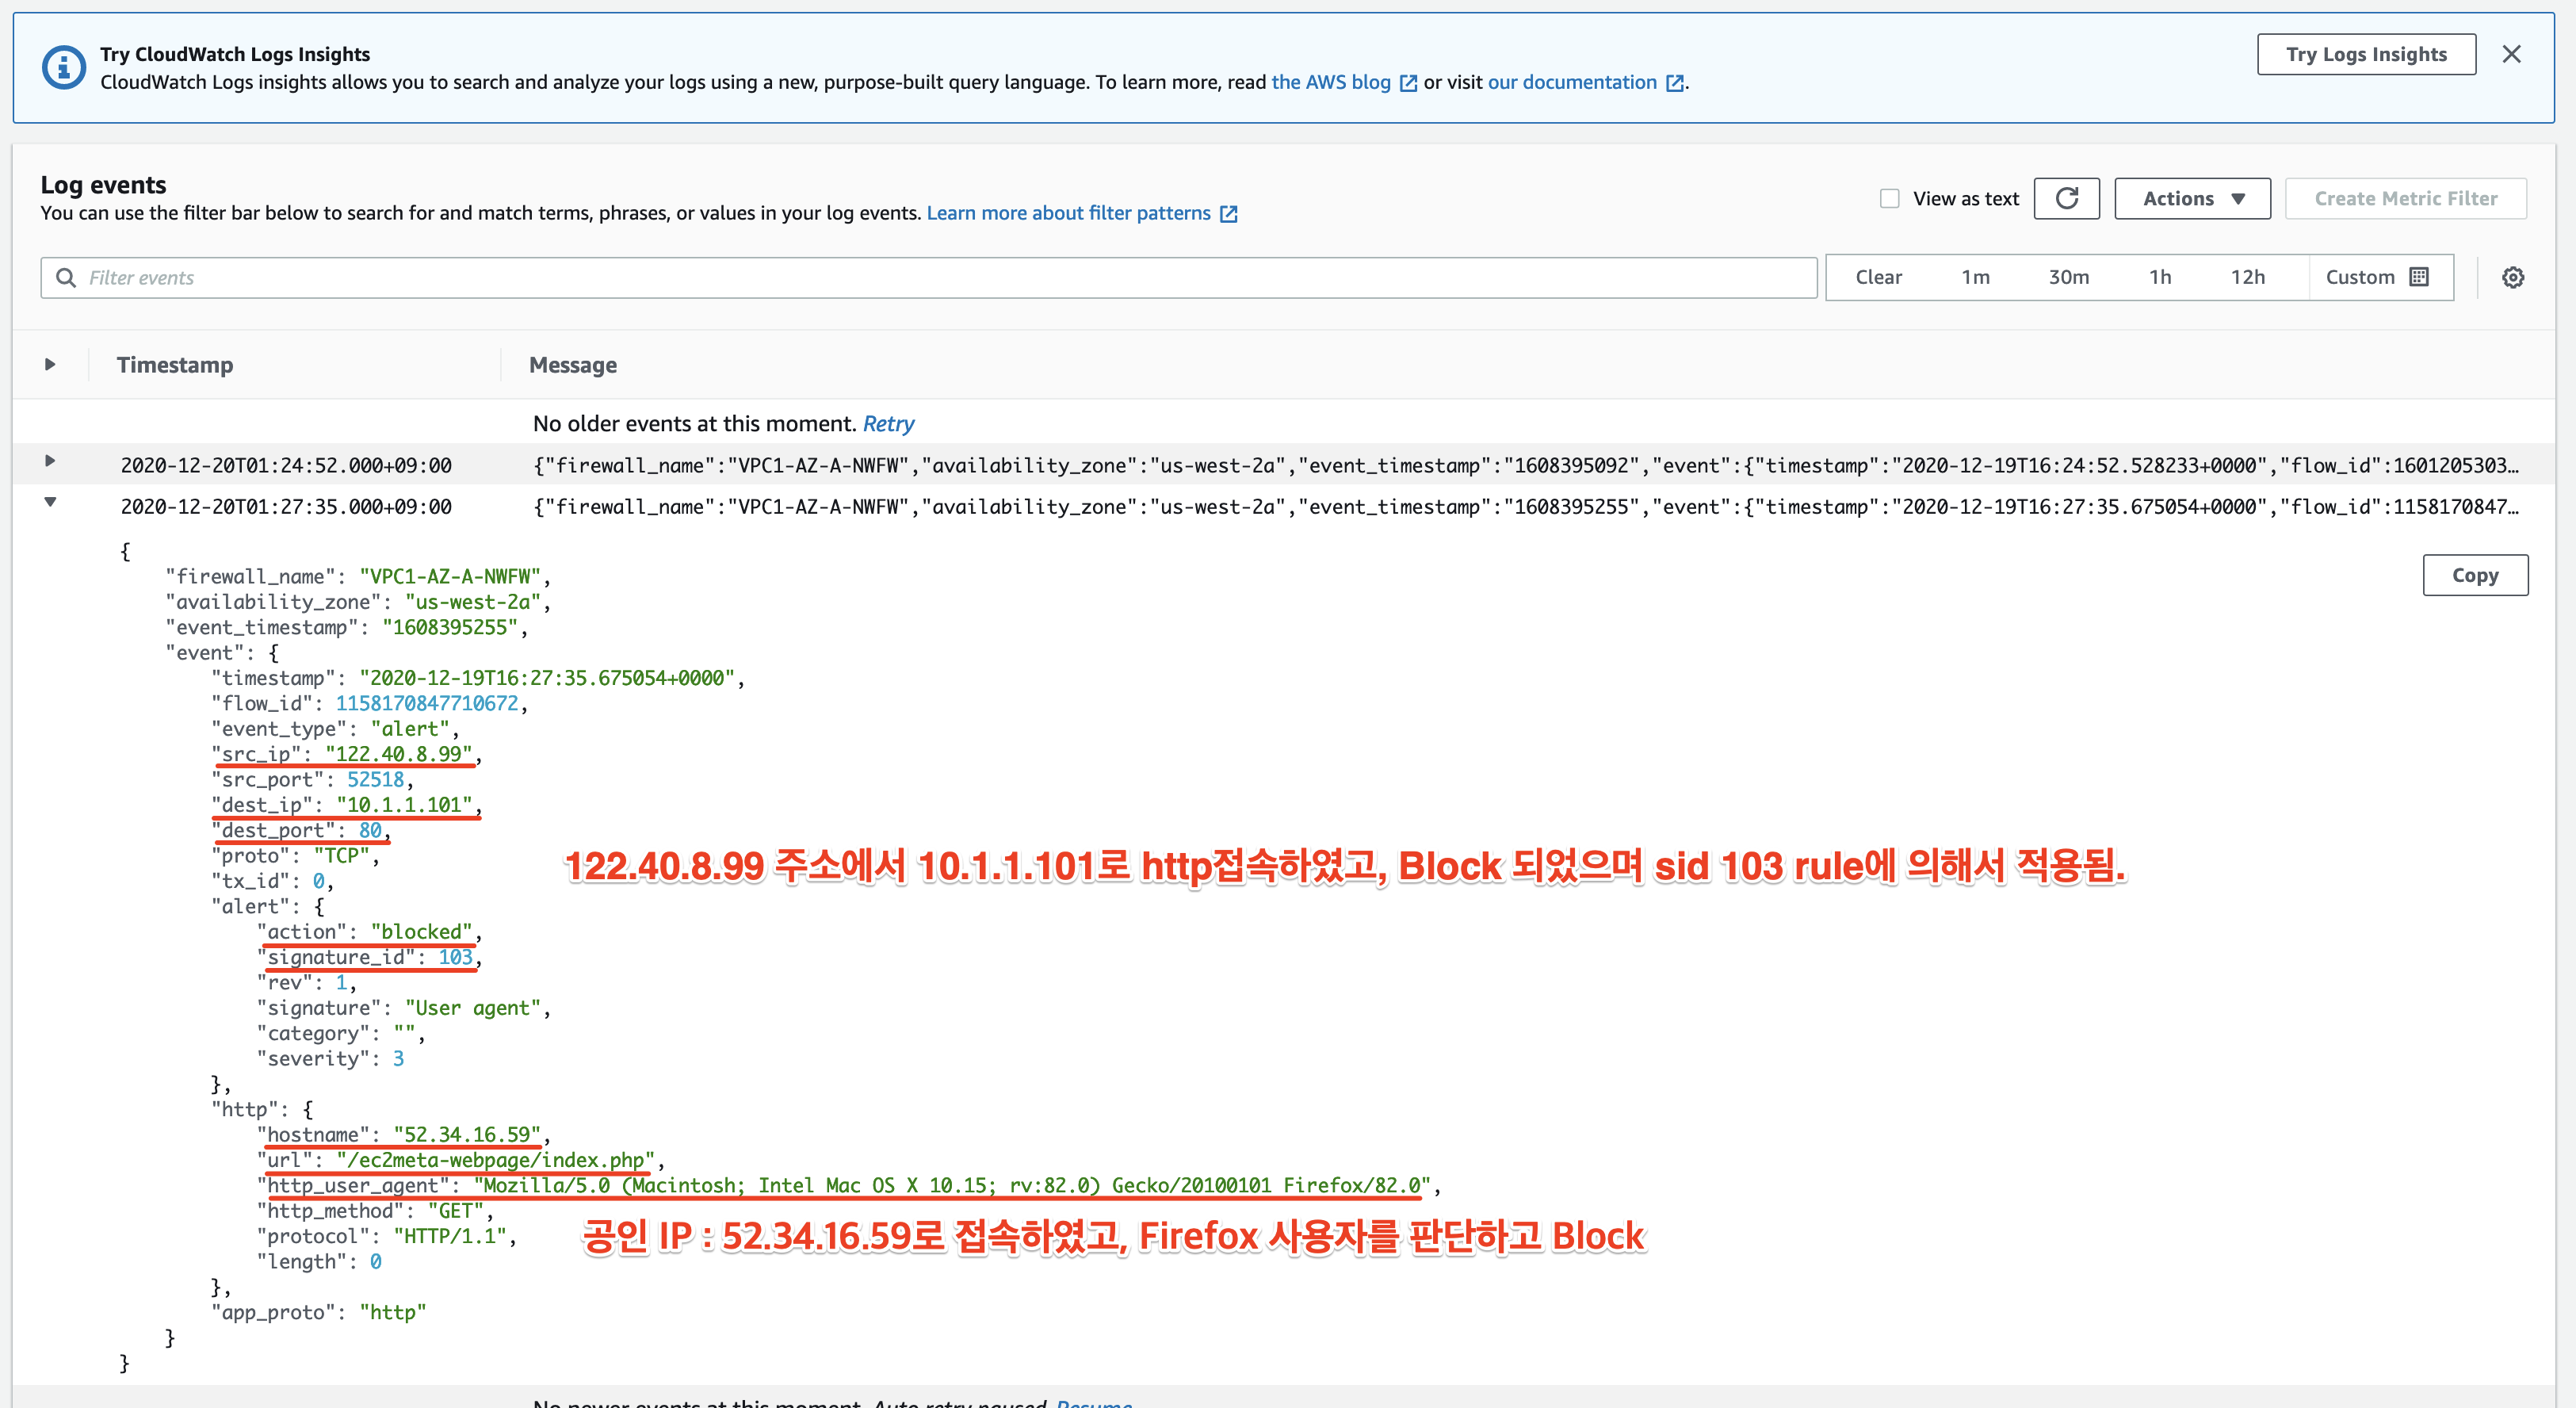 Try CloudWatch Logs Insights
CloudWatch Logs insights allows you to search and analyze your logs using a new, purpose-built query language. To learn more, read the AWS blog or visit our documentation.
Try Logs Insights
Log events
You can use the filter bar below to search for and match terms, phrases, or values in your log events. Learn more about filter patterns
View as text
Actions
Create Metric Filter
Filter events
Clear 1m 30m 1h 12h Custom
Timestamp Message
No older events at this moment. Retry
2020-12-20T01:24:52.000+09:00 {"firewall_name":"VPC1-AZ-A-NWFW","availability_zone":"us-west-2a","event_timestamp":"1608395092","event":{"timestamp":"2020-12-19T16:24:52.528233+0000","flow_id":1601205303…
2020-12-20T01:27:35.000+09:00 {"firewall_name":"VPC1-AZ-A-NWFW","availability_zone":"us-west-2a","event_timestamp":"1608395255","event":{"timestamp":"2020-12-19T16:27:35.675054+0000","flow_id":1158170847…
{
Copy
"firewall_name": "VPC1-AZ-A-NWFW",
"availability_zone": "us-west-2a",
"event_timestamp": "1608395255",
"event": {
"timestamp": "2020-12-19T16:27:35.675054+0000",
"flow_id": 1158170847710672,
"event_type": "alert",
"src_ip": "122.40.8.99",
"src_port": 52518,
"dest_ip": "10.1.1.101",
"dest_port": 80,
"proto": "TCP",
122.40.8.99 주소에서 10.1.1.101로 http접속하였고, Block 되었으며 sid 103 rule에 의해서 적용됨.
"tx_id": 0,
"alert": {
"action": "blocked",
"signature_id": 103,
"rev": 1,
"signature": "User agent",
"category": "",
"severity": 3
},
"http": {
"hostname": "52.34.16.59",
"url": "/ec2meta-webpage/index.php",
"http_user_agent": "Mozilla/5.0 (Macintosh; Intel Mac OS X 10.15; rv:82.0) Gecko/20100101 Firefox/82.0",
"http_method": "GET",
"protocol": "HTTP/1.1",
공인 IP : 52.34.16.59로 접속하였고, Firefox 사용자를 판단하고 Block
"length": 0
},
"app_proto": "http"
}
}
No newer events at this moment. Auto retry paused. Resume